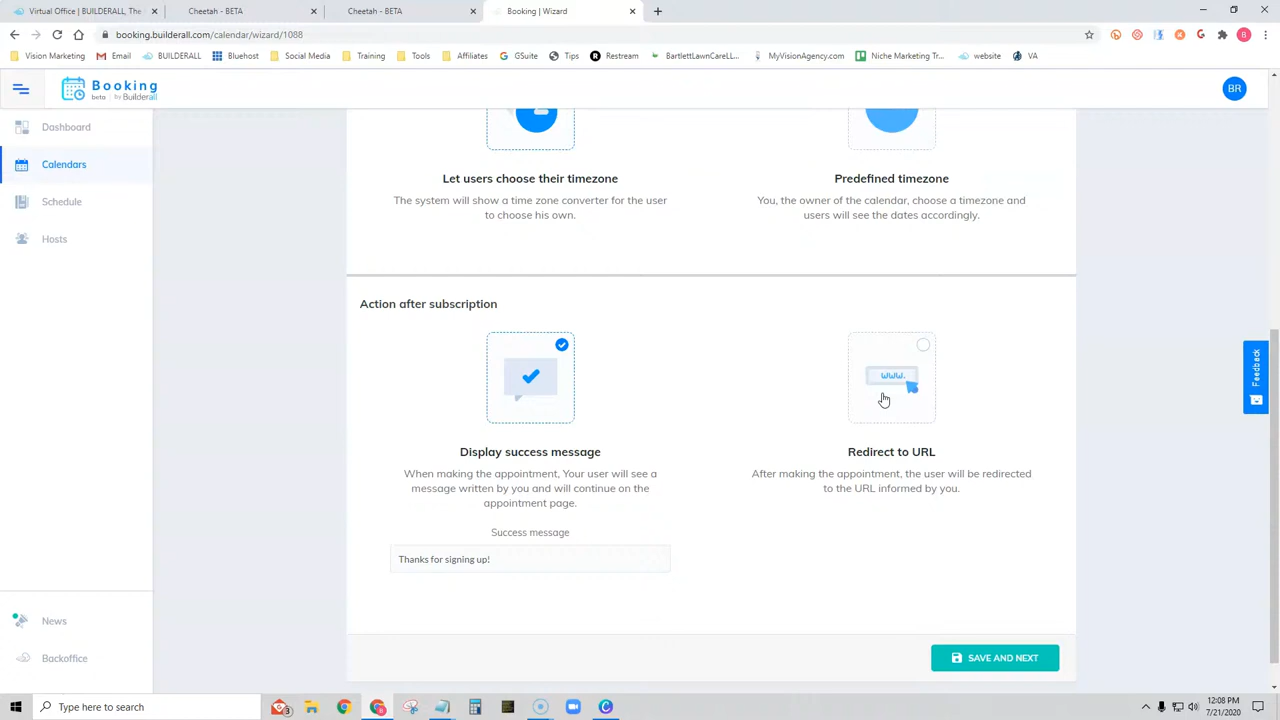 Virtual Office | BUILDERALL, The
Cheetah - BETA
Cheetah - BETA
Booking | Wizard
booking.builderall.com/calendar/wizard/1088
B
Vision Marketing
Email
BUILDERALL
Bluehost
Social Media
Training
Tools
Affiliates
GSuite
Tips
Restream
BartlettLawnCareLL...
MyVisionAgency.com
Niche Marketing Tr...
website
VA
Booking
beta | by Builderall
BR
Dashboard
Calendars
Schedule
Hosts
News
Backoffice
Let users choose their timezone
The system will show a time zone converter for the user
to choose his own.
Predefined timezone
You, the owner of the calendar, choose a timezone and
users will see the dates accordingly.
Action after subscription
Display success message
When making the appointment, Your user will see a
message written by you and will continue on the
appointment page.
Success message
Thanks for signing up!
www.
Redirect to URL
After making the appointment, the user will be redirected
to the URL informed by you.
SAVE AND NEXT
Feedback
Type here to search
3
12:08 PM
7/21/2020